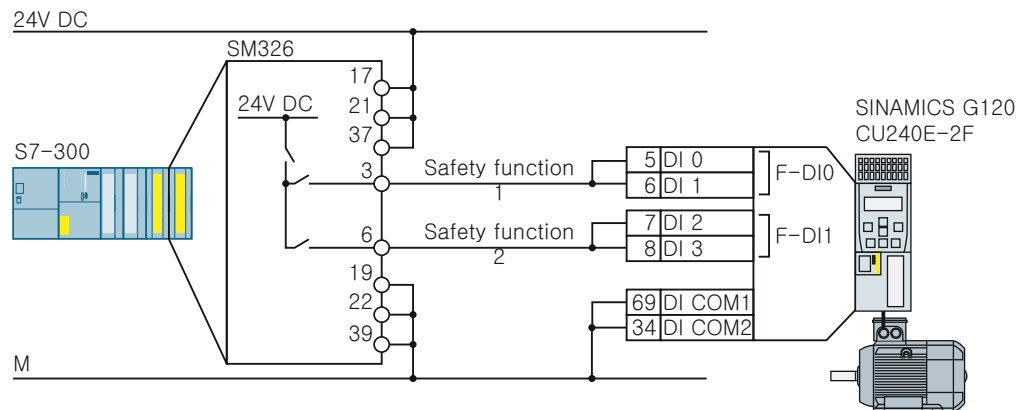 24V DC
SM326
17
24V DC
21
37
S7-300
3
Safety function
1
6
Safety function
2
19
22
39
M
5 DI 0
6 DI 1
F-DI0
7 DI 2
8 DI 3
F-DI1
69 DI COM1
34 DI COM2
SINAMICS G120
CU240E-2F